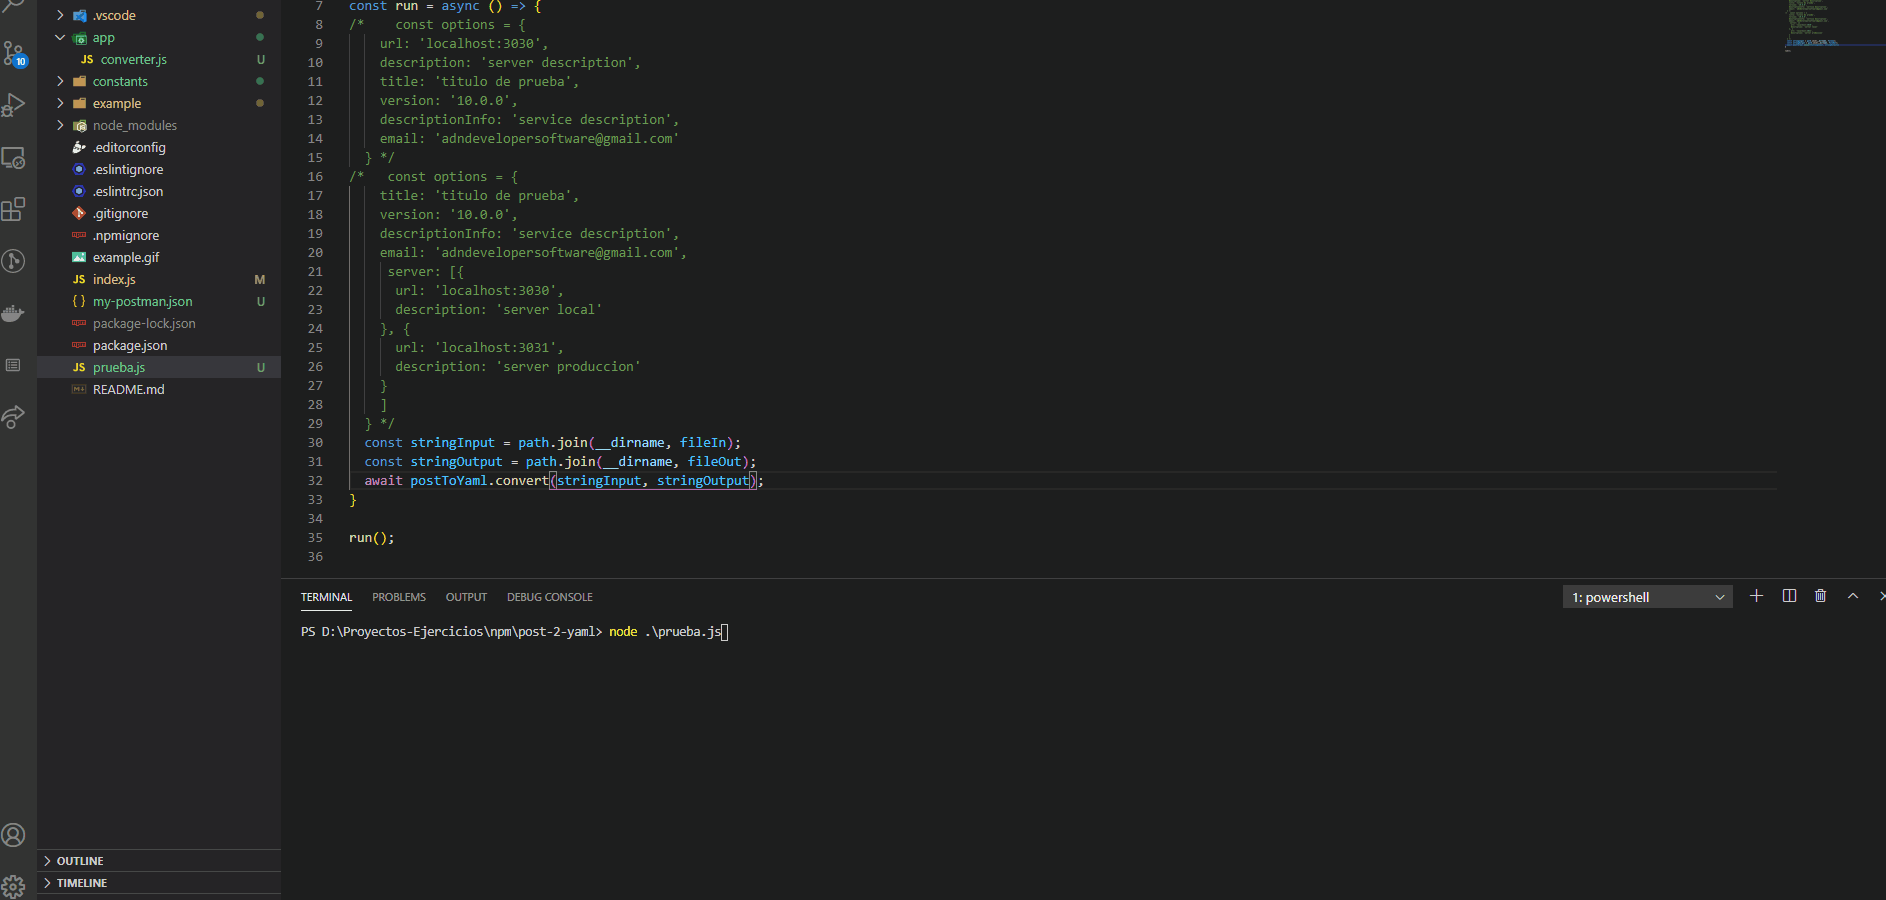 .vscode
app
JS converter.js U
constants
example
node_modules
.editorconfig
.eslintignore
.eslintrc.json
.gitignore
.npmignore
example.gif
JS index.js M
{ } my-postman.json U
package-lock.json
package.json
JS prueba.js U
README.md
10
OUTLINE
TIMELINE
7 const run = async () => {
8 /*    const options = {
9     url: 'localhost:3030',
10     description: 'server description',
11     title: 'titulo de prueba',
12     version: '10.0.0',
13     descriptionInfo: 'service description',
14     email: 'adndevelopersoftware@gmail.com'
15   } */
16 /*   const options = {
17     title: 'titulo de prueba',
18     version: '10.0.0',
19     descriptionInfo: 'service description',
20     email: 'adndevelopersoftware@gmail.com',
21      server: [{
22       url: 'localhost:3030',
23       description: 'server local'
24     }, {
25       url: 'localhost:3031',
26       description: 'server produccion'
27     }
28     ]
29   } */
30   const stringInput = path.join(__dirname, fileIn);
31   const stringOutput = path.join(__dirname, fileOut);
32   await postToYaml.convert(stringInput, stringOutput);
33 }
34
35 run();
36
TERMINAL PROBLEMS OUTPUT DEBUG CONSOLE 1: powershell
PS D:\Proyectos-Ejercicios\npm\post-2-yaml> node .\prueba.js